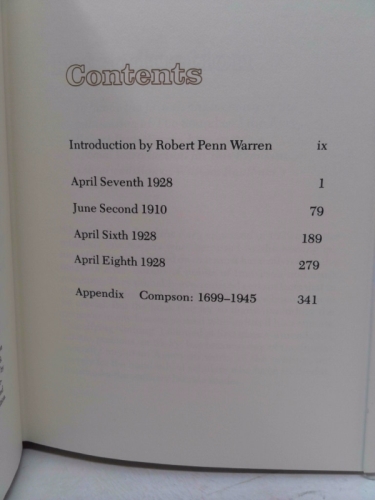 Contents
Introduction by Robert Penn Warren ix
April Seventh 1928 1
June Second 1910 79
April Sixth 1928 189
April Eighth 1928 279
Appendix Compson: 1699–1945 341